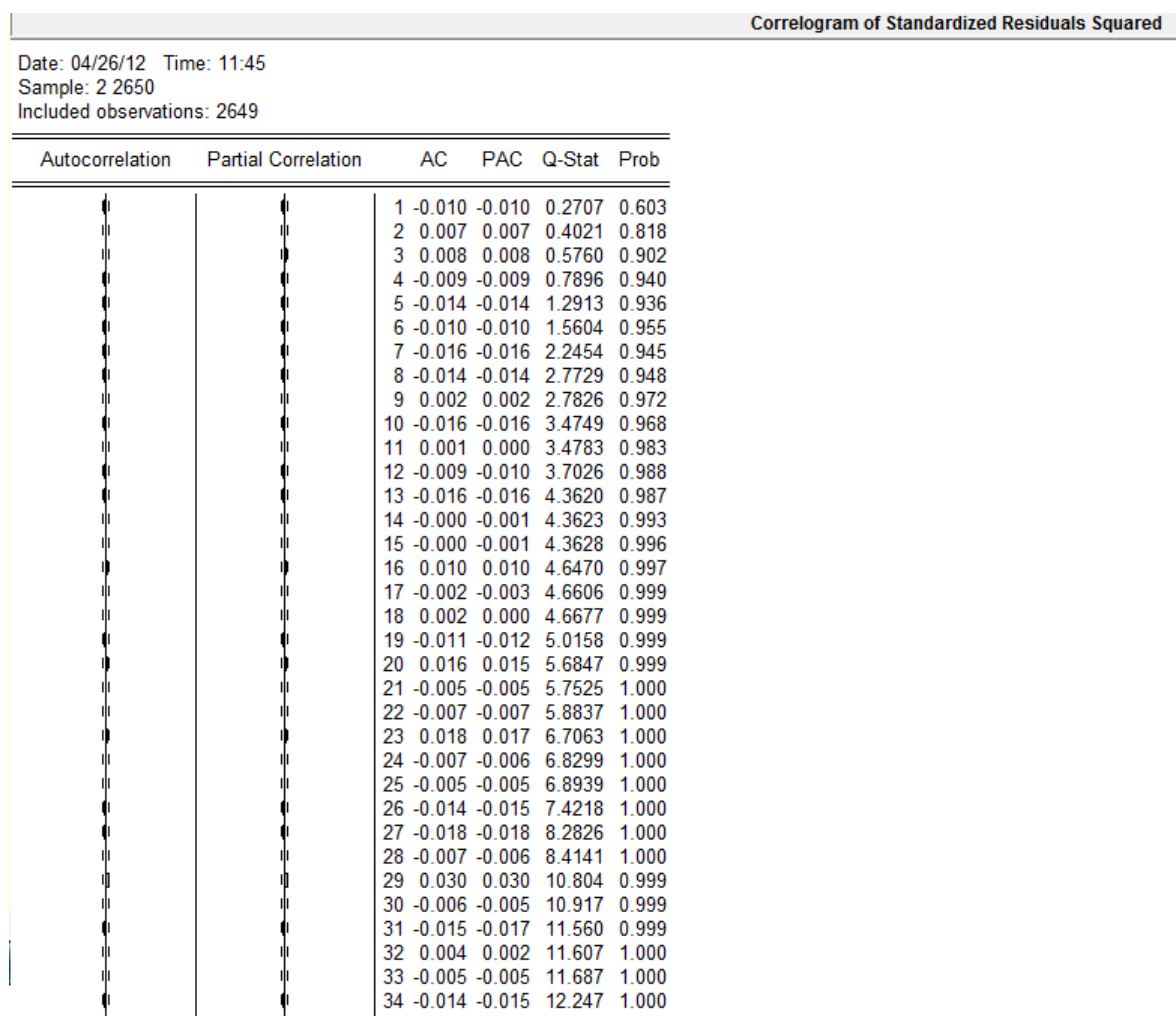 Correlogram of Standardized Residuals Squared
Date: 04/26/12 Time: 11:45
Sample: 2 2650
Included observations: 2649
Autocorrelation Partial Correlation AC PAC Q-Stat Prob
1 -0.010 -0.010 0.2707 0.603
2 0.007 0.007 0.4021 0.818
3 0.008 0.008 0.5760 0.902
4 -0.009 -0.009 0.7896 0.940
5 -0.014 -0.014 1.2913 0.936
6 -0.010 -0.010 1.5604 0.955
7 -0.016 -0.016 2.2454 0.945
8 -0.014 -0.014 2.7729 0.948
9 0.002 0.002 2.7826 0.972
10 -0.016 -0.016 3.4749 0.968
11 0.001 0.000 3.4783 0.983
12 -0.009 -0.010 3.7026 0.988
13 -0.016 -0.016 4.3620 0.987
14 -0.000 -0.001 4.3623 0.993
15 -0.000 -0.001 4.3628 0.996
16 0.010 0.010 4.6470 0.997
17 -0.002 -0.003 4.6606 0.999
18 0.002 0.000 4.6677 0.999
19 -0.011 -0.012 5.0158 0.999
20 0.016 0.015 5.6847 0.999
21 -0.005 -0.005 5.7525 1.000
22 -0.007 -0.007 5.8837 1.000
23 0.018 0.017 6.7063 1.000
24 -0.007 -0.006 6.8299 1.000
25 -0.005 -0.005 6.8939 1.000
26 -0.014 -0.015 7.4218 1.000
27 -0.018 -0.018 8.2826 1.000
28 -0.007 -0.006 8.4141 1.000
29 0.030 0.030 10.804 0.999
30 -0.006 -0.005 10.917 0.999
31 -0.015 -0.017 11.560 0.999
32 0.004 0.002 11.607 1.000
33 -0.005 -0.005 11.687 1.000
34 -0.014 -0.015 12.247 1.000